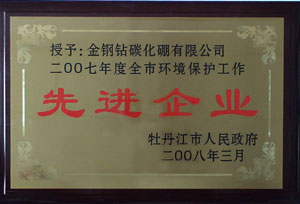 授予:金钢钻碳化硼有限公司
二00七年度全市环境保护工作
先进企业
牡丹江市人民政府
二00八年三月